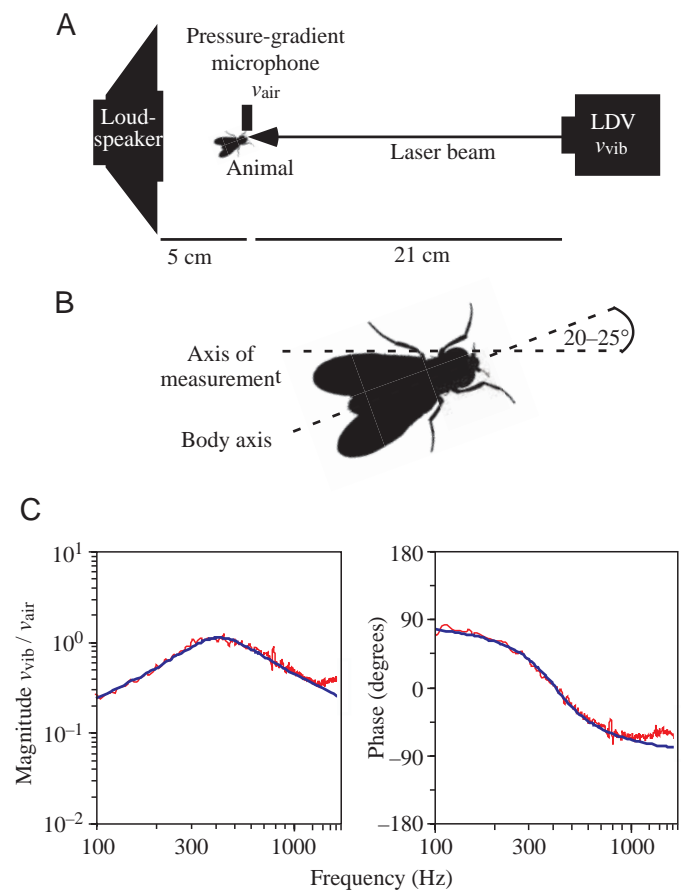 A
Pressure-gradient
microphone
vair
Loud-
speaker
Animal
Laser beam
LDV
vvib
5 cm
21 cm
B
20–25°
Axis of
measurement
Body axis
C
Magnitude vvib / vair
10¹
10⁰
10⁻¹
10⁻²
100
300
1000
Phase (degrees)
180
90
0
–90
–180
100
300
1000
Frequency (Hz)